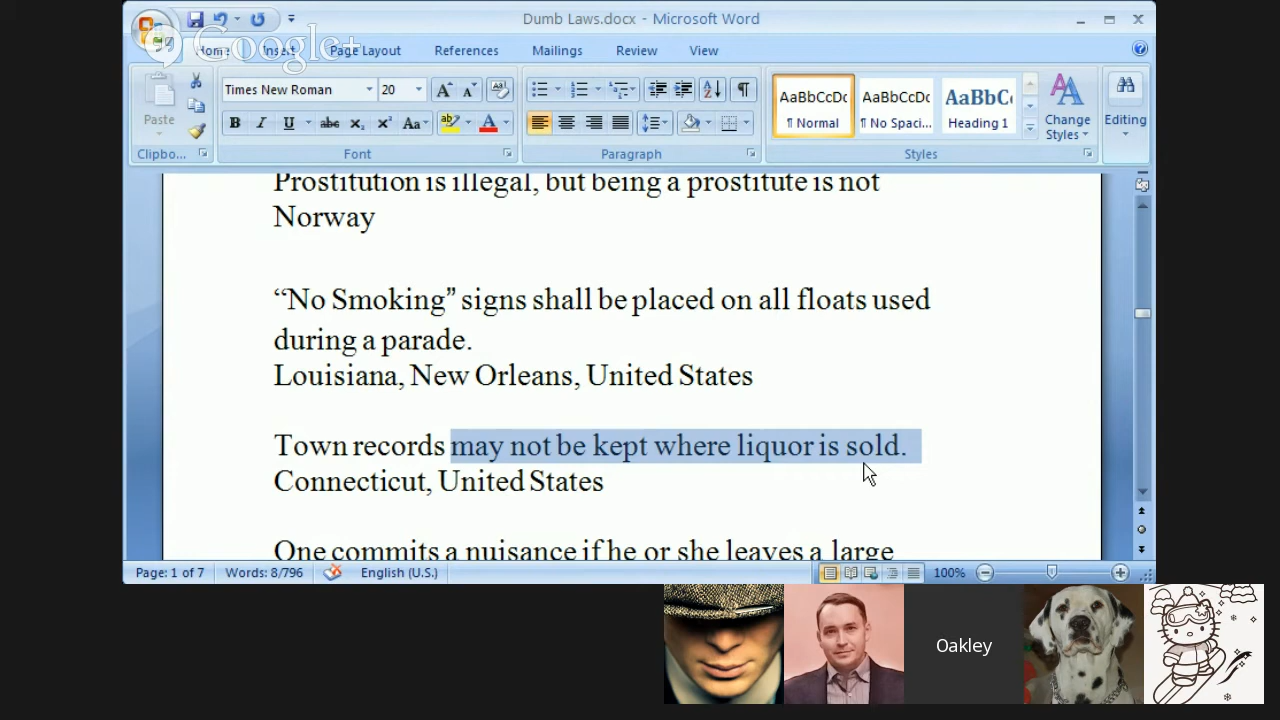 Dumb Laws.docx - Microsoft Word
Google+
Home Insert Page Layout References Mailings Review View
Times New Roman 20
AaBbCcDc AaBbCcDc AaBbC
Paste
¶ Normal ¶ No Spaci... Heading 1
Change Styles
Editing
Clipbo... Font Paragraph Styles
Prostitution is illegal, but being a prostitute is not
Norway
“No Smoking” signs shall be placed on all floats used
during a parade.
Louisiana, New Orleans, United States
Town records may not be kept where liquor is sold.
Connecticut, United States
One commits a nuisance if he or she leaves a large
Page: 1 of 7 Words: 8/796 English (U.S.) 100%
Oakley